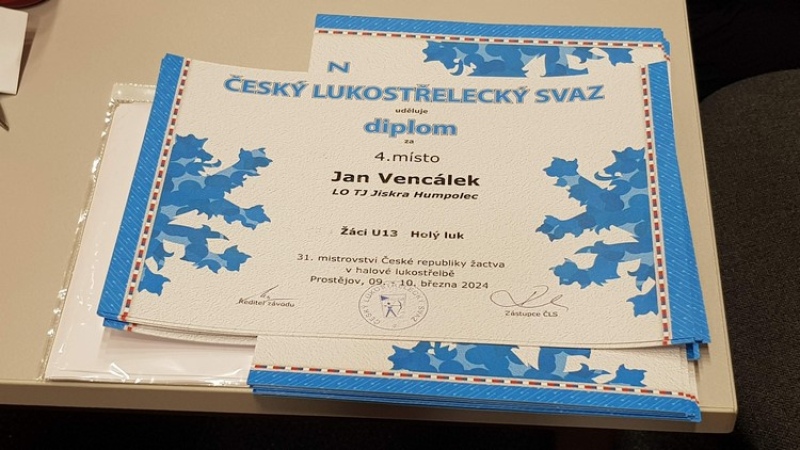 N
ČESKÝ LUKOSTŘELECKÝ SVAZ
uděluje
diplom
za
4.místo
Jan Vencálek
LO TJ Jiskra Humpolec
Žáci U13 Holý luk
31. mistrovství České republiky žactva
v halové lukostřelbě
Prostějov, 09. - 10. března 2024
Ředitel závodu
Zástupce ČLS